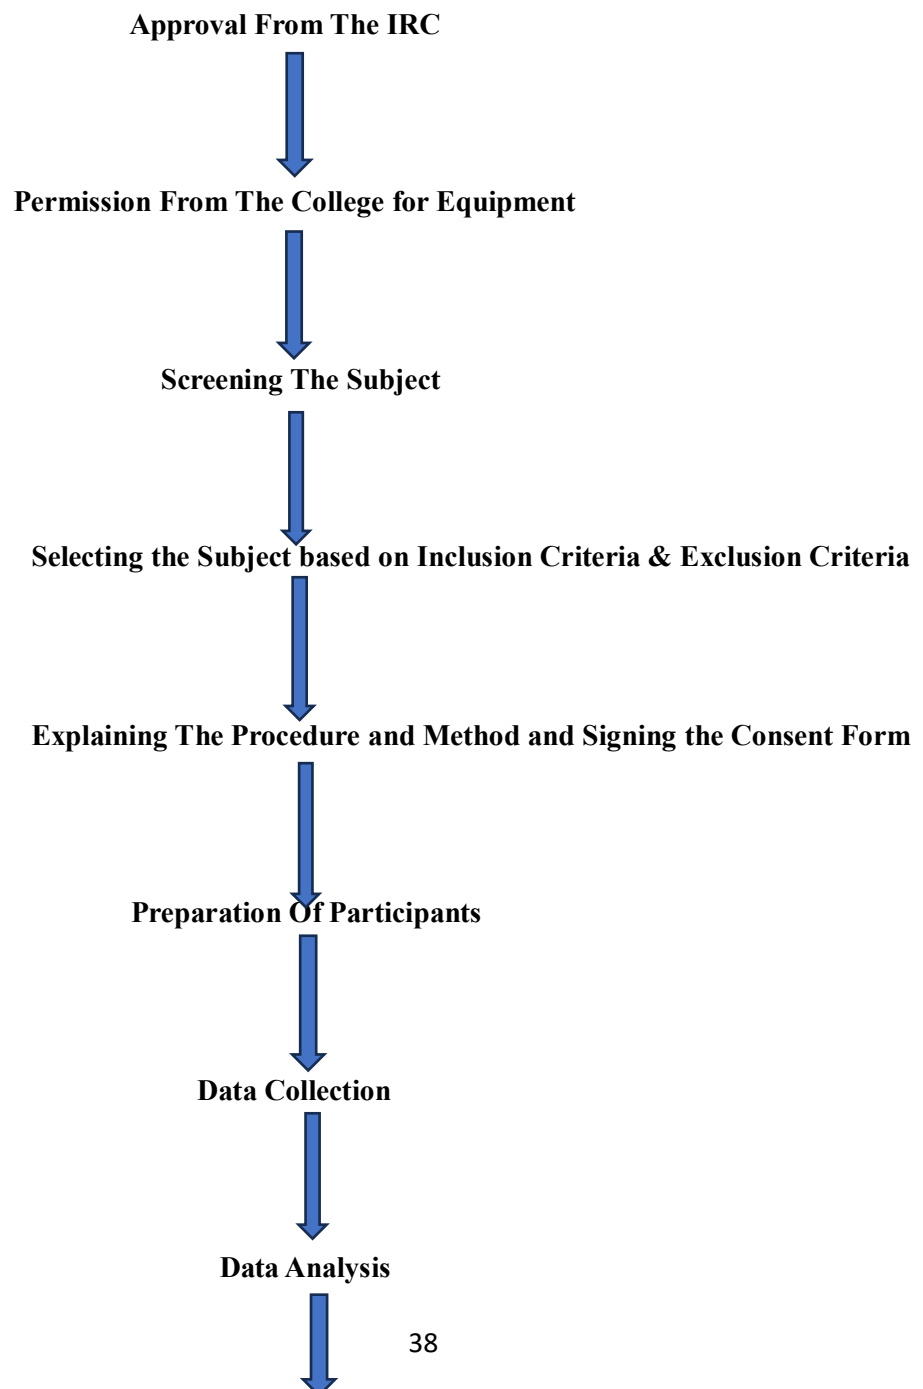 Approval From The IRC
Permission From The College for Equipment
Screening The Subject
Selecting the Subject based on Inclusion Criteria & Exclusion Criteria
Explaining The Procedure and Method and Signing the Consent Form
Preparation Of Participants
Data Collection
Data Analysis
38